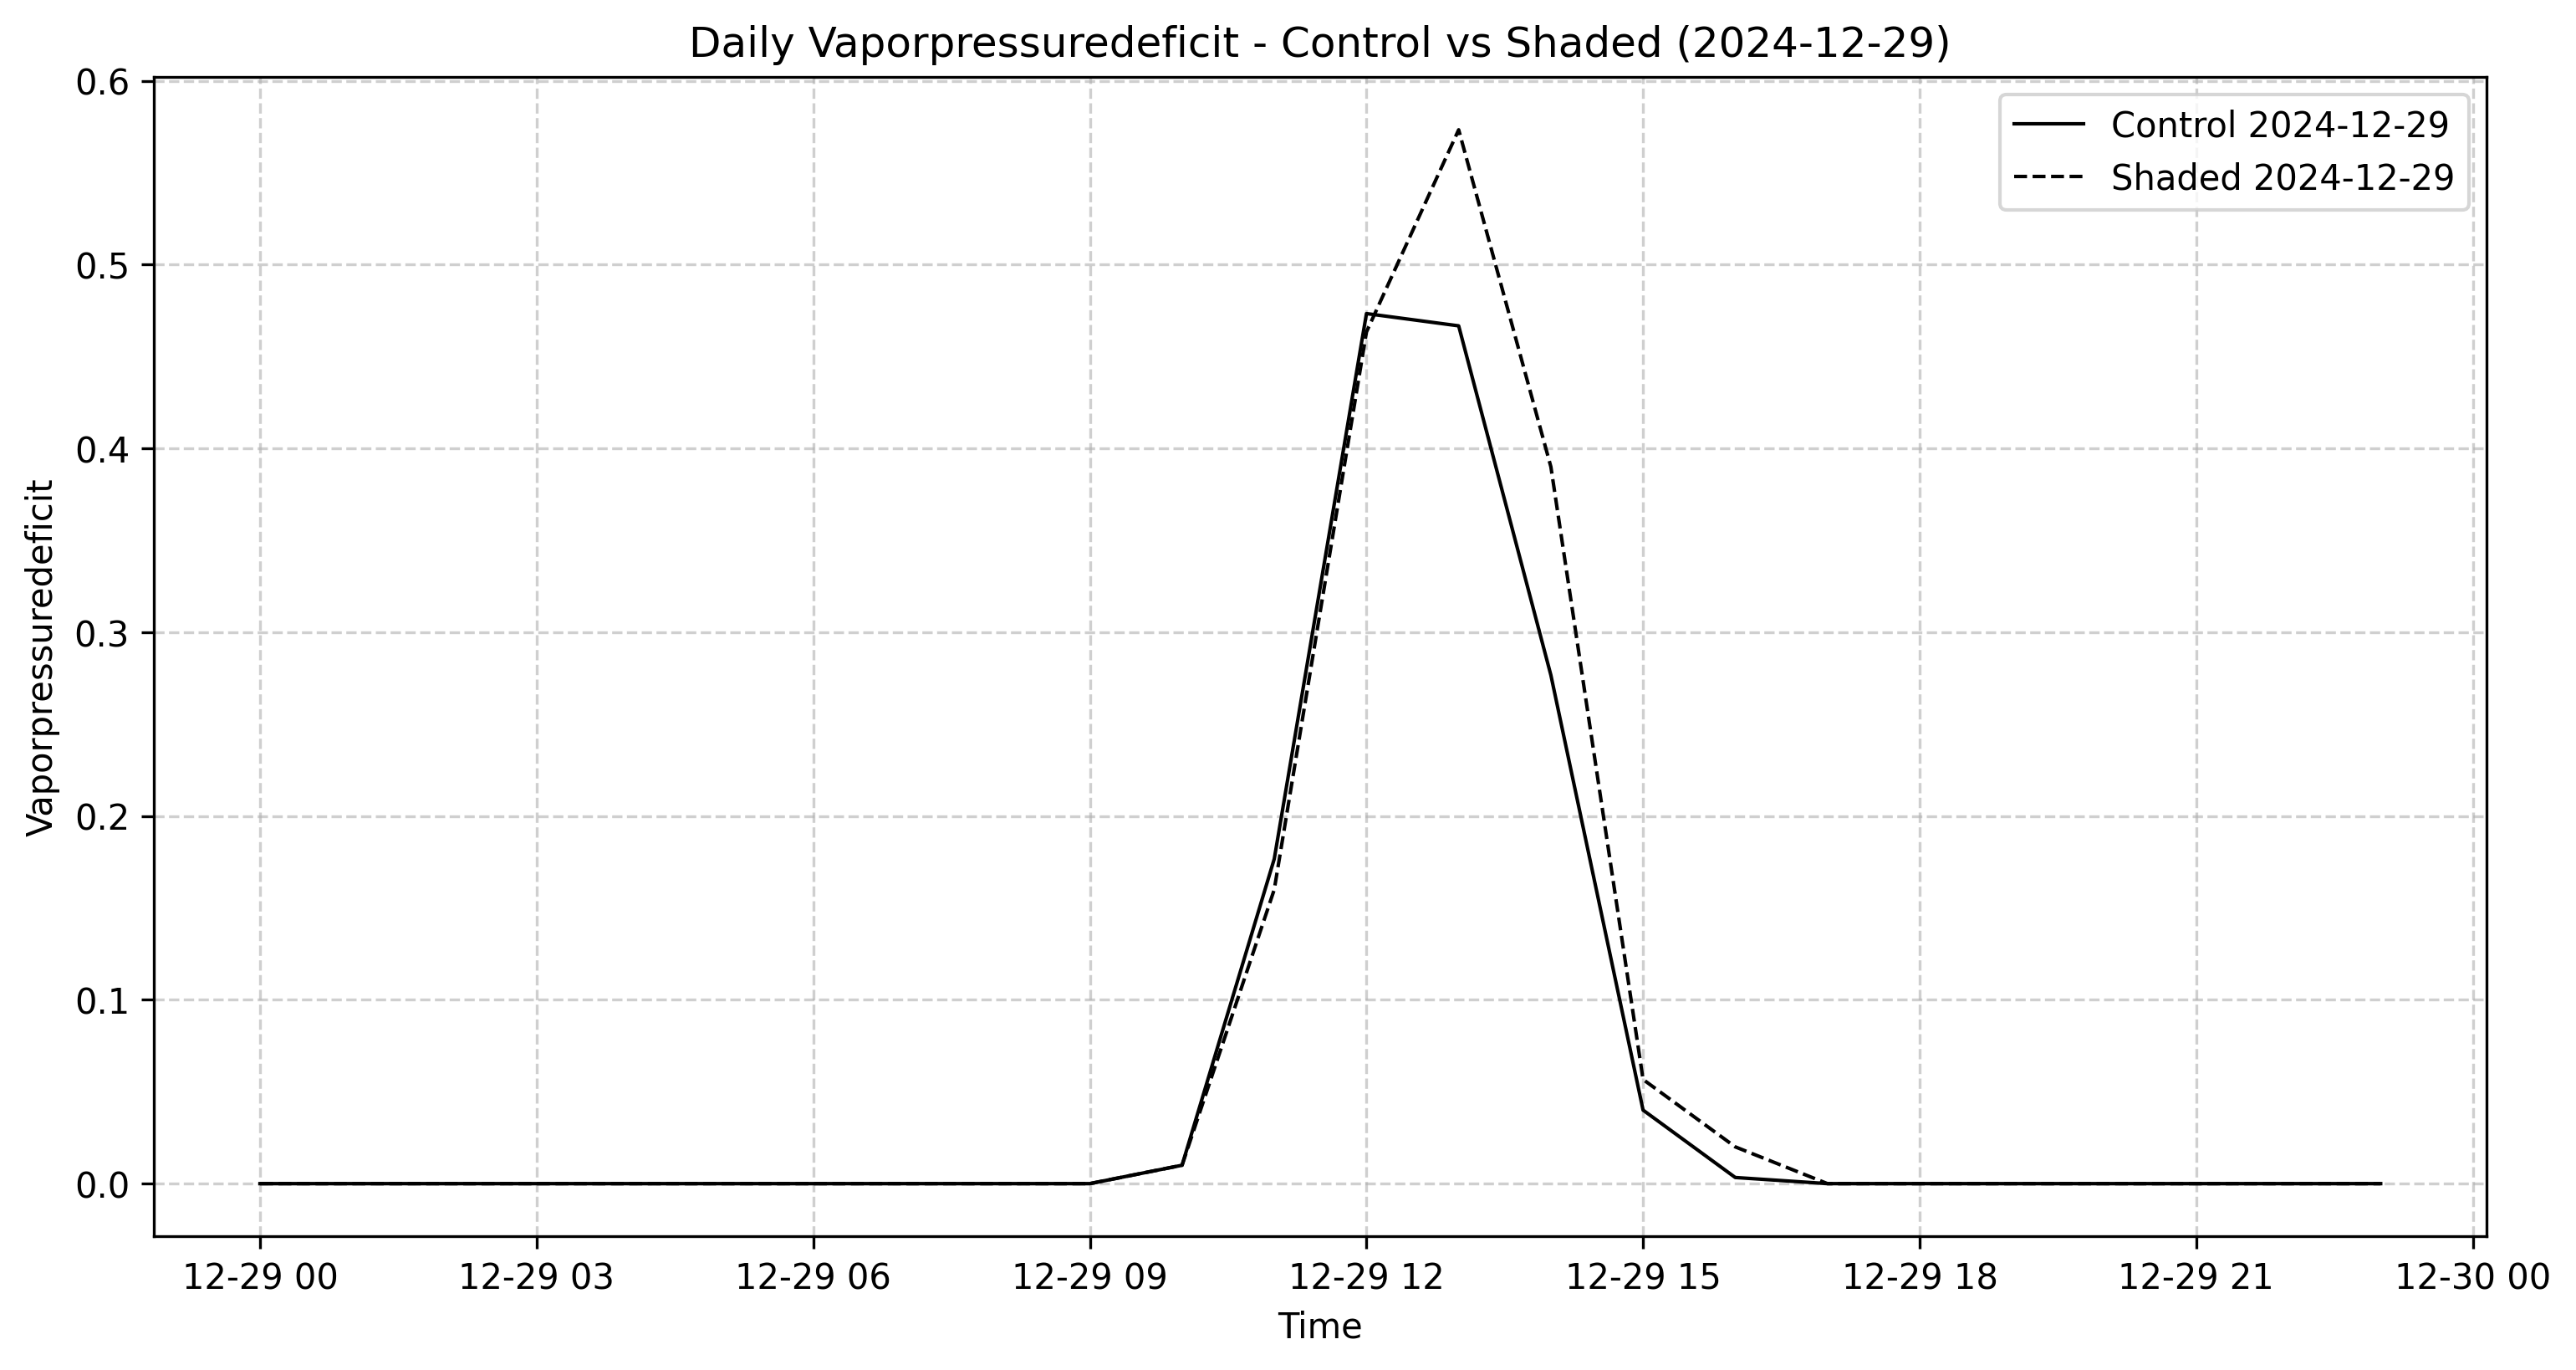 Daily Vaporpressuredeficit - Control vs Shaded (2024-12-29)
Control 2024-12-29
Shaded 2024-12-29
Vaporpressuredeficit
0.6
0.5
0.4
0.3
0.2
0.1
0.0
12-29 00 12-29 03 12-29 06 12-29 09 12-29 12 12-29 15 12-29 18 12-29 21 12-30 00
Time